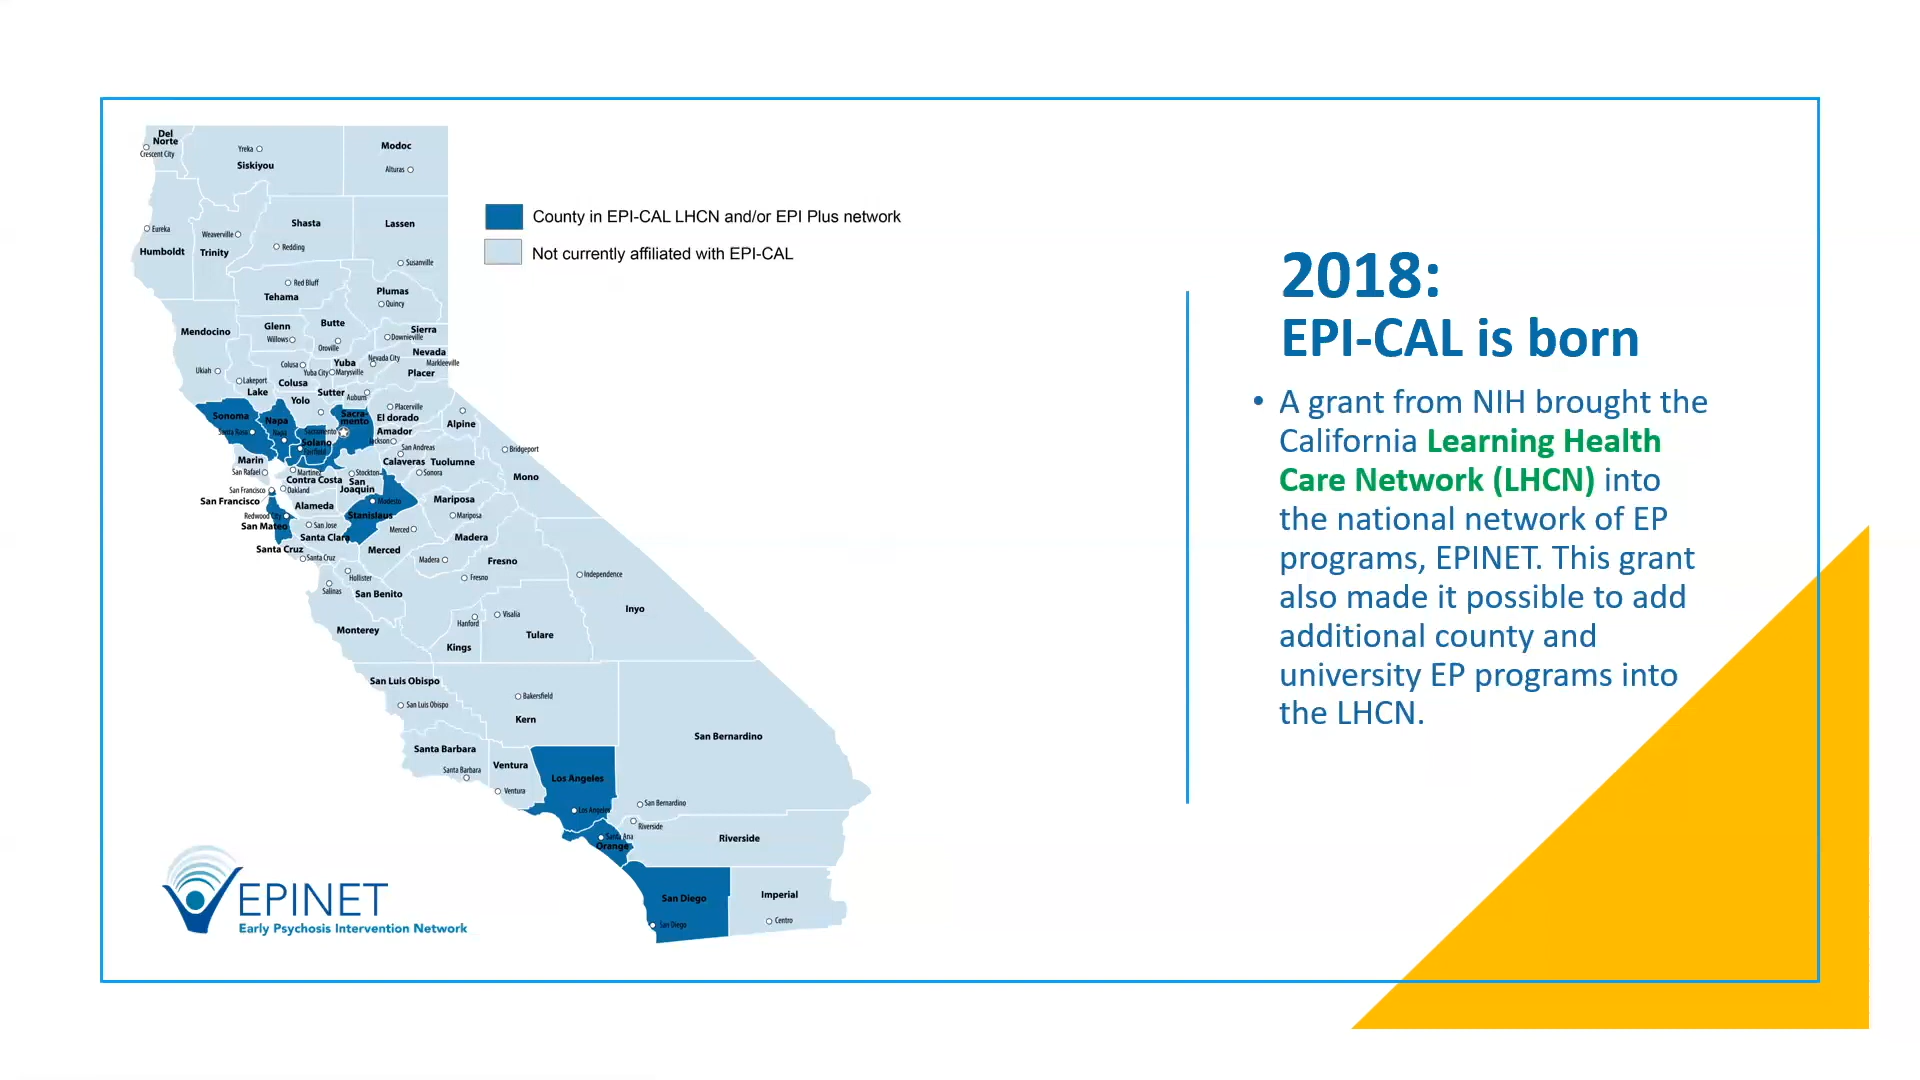 Del
Norte
Crescent City
Yreka
Siskiyou
Modoc
Alturas
County in EPI-CAL LHCN and/or EPI Plus network
Not currently affiliated with EPI-CAL
Eureka
Humboldt
Weaverville
Trinity
Shasta
Redding
Lassen
Susanville
Red Bluff
Tehama
Plumas
Quincy
Mendocino
Ukiah
Glenn
Willows
Butte
Oroville
Sierra
Downieville
Nevada
Nevada City
Markleeville
Placer
Yuba
Yuba City
Marysville
Colusa
Colusa
Lakeport
Lake
Sutter
Auburn
Yolo
Sonoma
Santa Rosa
Napa
Napa
Sacra-
mento
Sacramento
Solano
Fairfield
Placerville
El dorado
Amador
Jackson
Alpine
San Andreas
Calaveras
Tuolumne
Sonora
Bridgeport
Mono
Marin
San Rafael
Martinez
Contra Costa
Stockton
San
Joaquin
San Francisco
San Francisco
Oakland
Alameda
Modesto
Stanislaus
Redwood City
San Mateo
San Jose
Santa Clara
Santa Cruz
Santa Cruz
Merced
Merced
Mariposa
Mariposa
Madera
Madera
Fresno
Fresno
Hollister
Salinas
San Benito
Monterey
Independence
Inyo
Hanford
Kings
Visalia
Tulare
San Luis Obispo
San Luis Obispo
Bakersfield
Kern
San Bernardino
San Bernardino
Santa Barbara
Santa Barbara
Ventura
Ventura
Los Angeles
Los Angeles
Santa Ana
Orange
Riverside
Riverside
San Diego
San Diego
Imperial
Centro
EPINET
Early Psychosis Intervention Network
2018:
EPI-CAL is born
• A grant from NIH brought the
California Learning Health
Care Network (LHCN) into
the national network of EP
programs, EPINET. This grant
also made it possible to add
additional county and
university EP programs into
the LHCN.